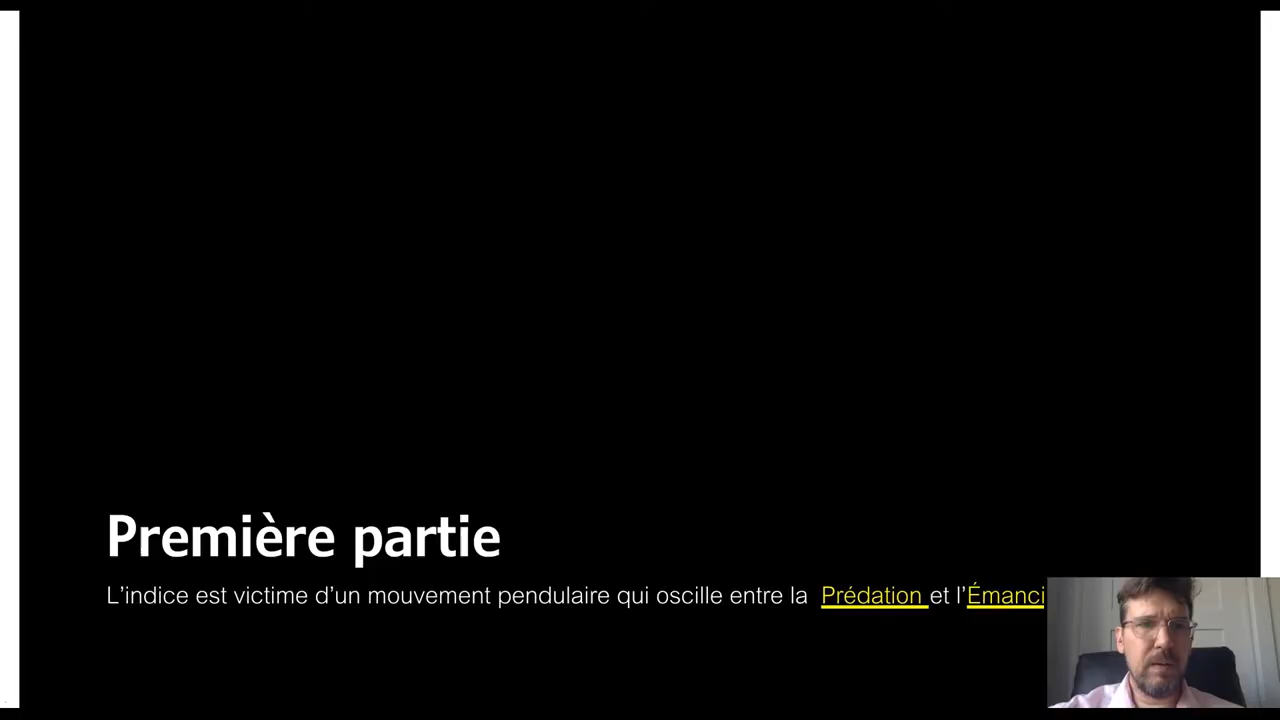 Première partie
L’indice est victime d’un mouvement pendulaire qui oscille entre la Prédation et l’Émanci